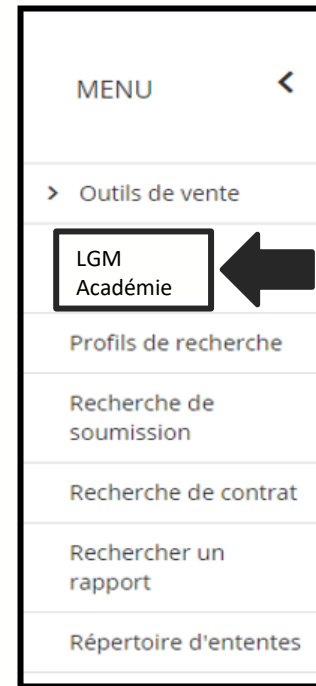 MENU
Outils de vente
LGM
Académie
Profils de recherche
Recherche de
soumission
Recherche de contrat
Rechercher un
rapport
Répertoire d'ententes